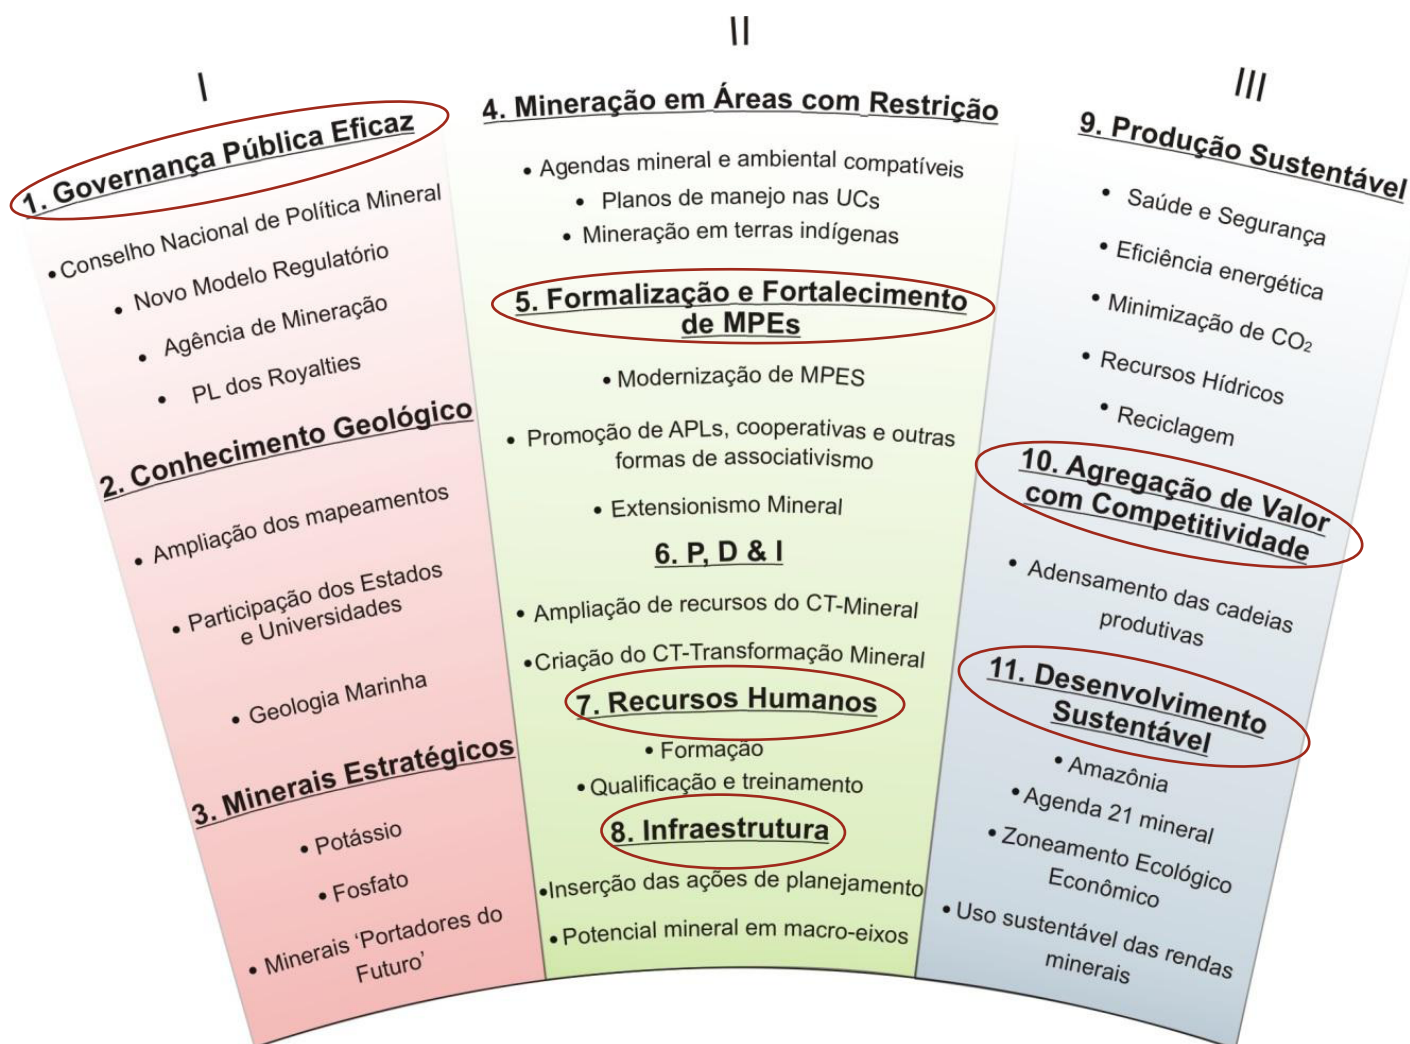 I
1. Governança Pública Eficaz
• Conselho Nacional de Política Mineral
• Novo Modelo Regulatório
• Agência de Mineração
• PL dos Royalties
2. Conhecimento Geológico
• Ampliação dos mapeamentos
• Participação dos Estados
e Universidades
• Geologia Marinha
3. Minerais Estratégicos
• Potássio
• Fosfato
• Minerais ‘Portadores do
Futuro’
II
4. Mineração em Áreas com Restrição
• Agendas mineral e ambiental compatíveis
• Planos de manejo nas UCs
• Mineração em terras indígenas
5. Formalização e Fortalecimento
de MPEs
• Modernização de MPES
• Promoção de APLs, cooperativas e outras
formas de associativismo
• Extensionismo Mineral
6. P, D & I
• Ampliação de recursos do CT-Mineral
• Criação do CT-Transformação Mineral
7. Recursos Humanos
• Formação
• Qualificação e treinamento
8. Infraestrutura
• Inserção das ações de planejamento
• Potencial mineral em macro-eixos
III
9. Produção Sustentável
• Saúde e Segurança
• Eficiência energética
• Minimização de CO₂
• Recursos Hídricos
• Reciclagem
10. Agregação de Valor
com Competitividade
• Adensamento das cadeias
produtivas
11. Desenvolvimento
Sustentável
• Amazônia
• Agenda 21 mineral
• Zoneamento Ecológico
Econômico
• Uso sustentável das rendas
minerais